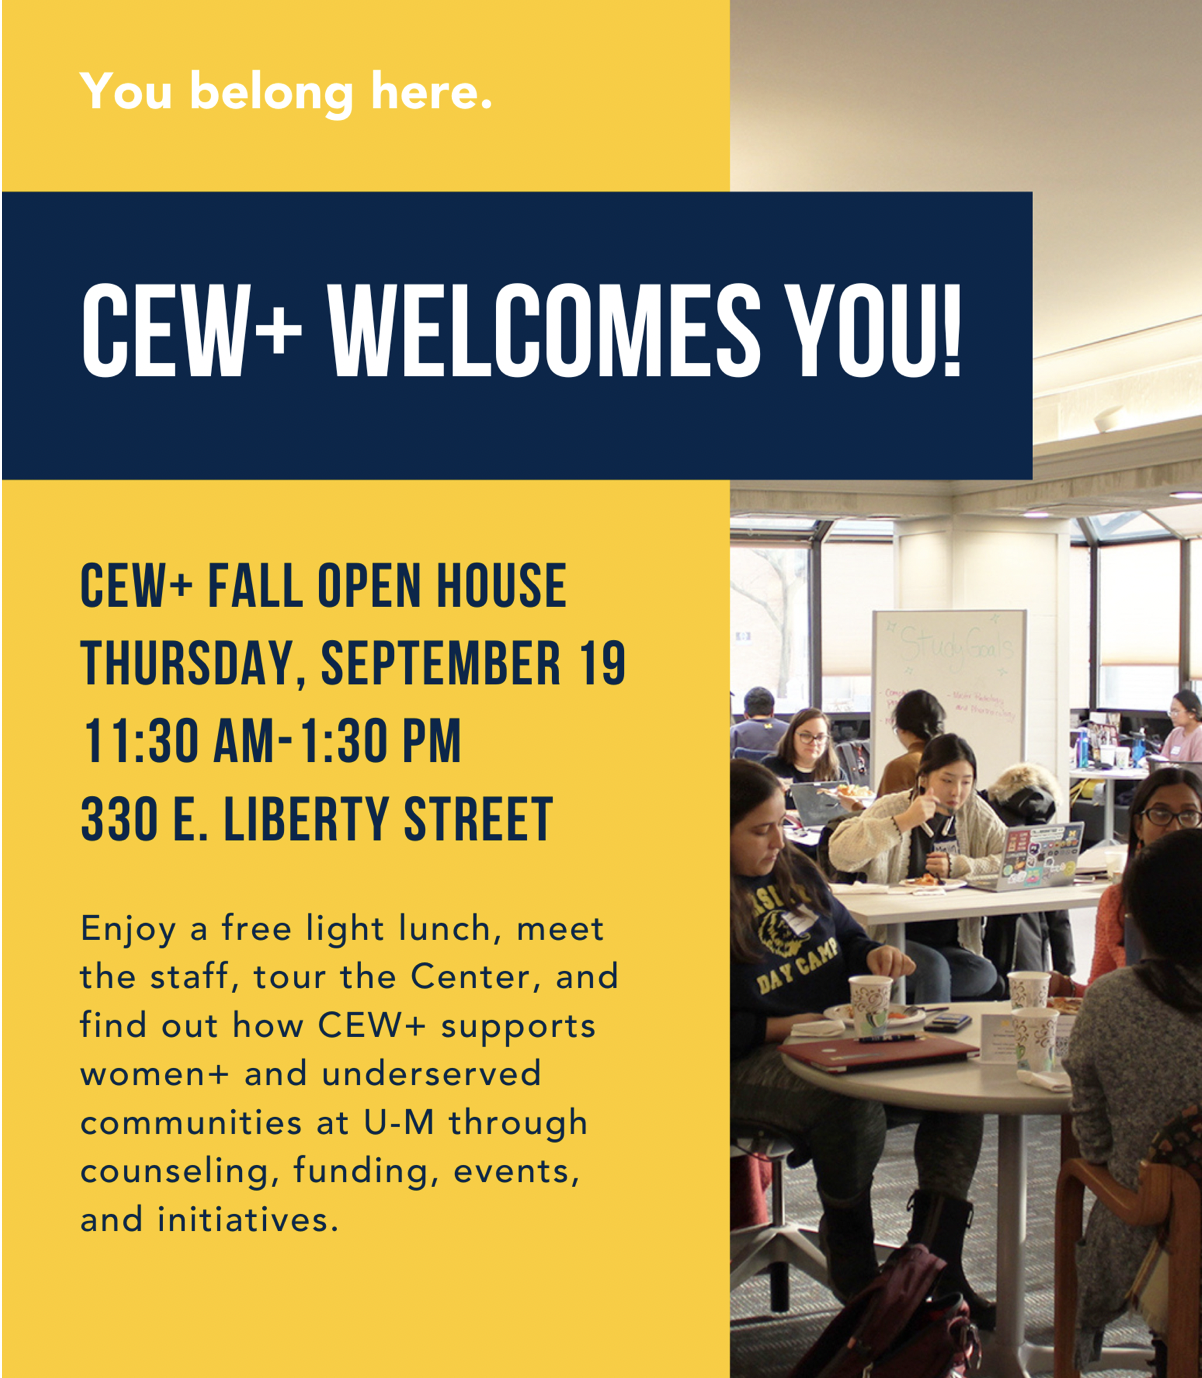 You belong here.
CEW+ WELCOMES YOU!
CEW+ FALL OPEN HOUSE
THURSDAY, SEPTEMBER 19
11:30 AM-1:30 PM
330 E. LIBERTY STREET
Enjoy a free light lunch, meet
the staff, tour the Center, and
find out how CEW+ supports
women+ and underserved
communities at U-M through
counseling, funding, events,
and initiatives.
Study Goals
DAY CAMP